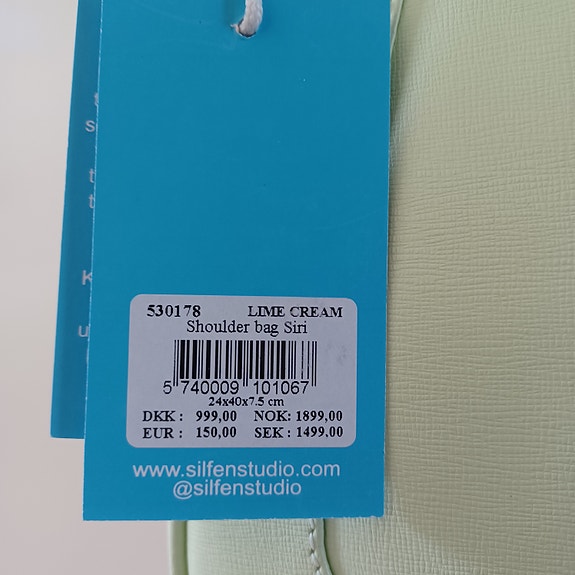 530178 LIME CREAM
Shoulder bag Siri
5 740009 101067
24x40x7.5 cm
DKK : 999,00 NOK: 1899,00
EUR : 150,00 SEK : 1499,00
www.silfenstudio.com
@silfenstudio